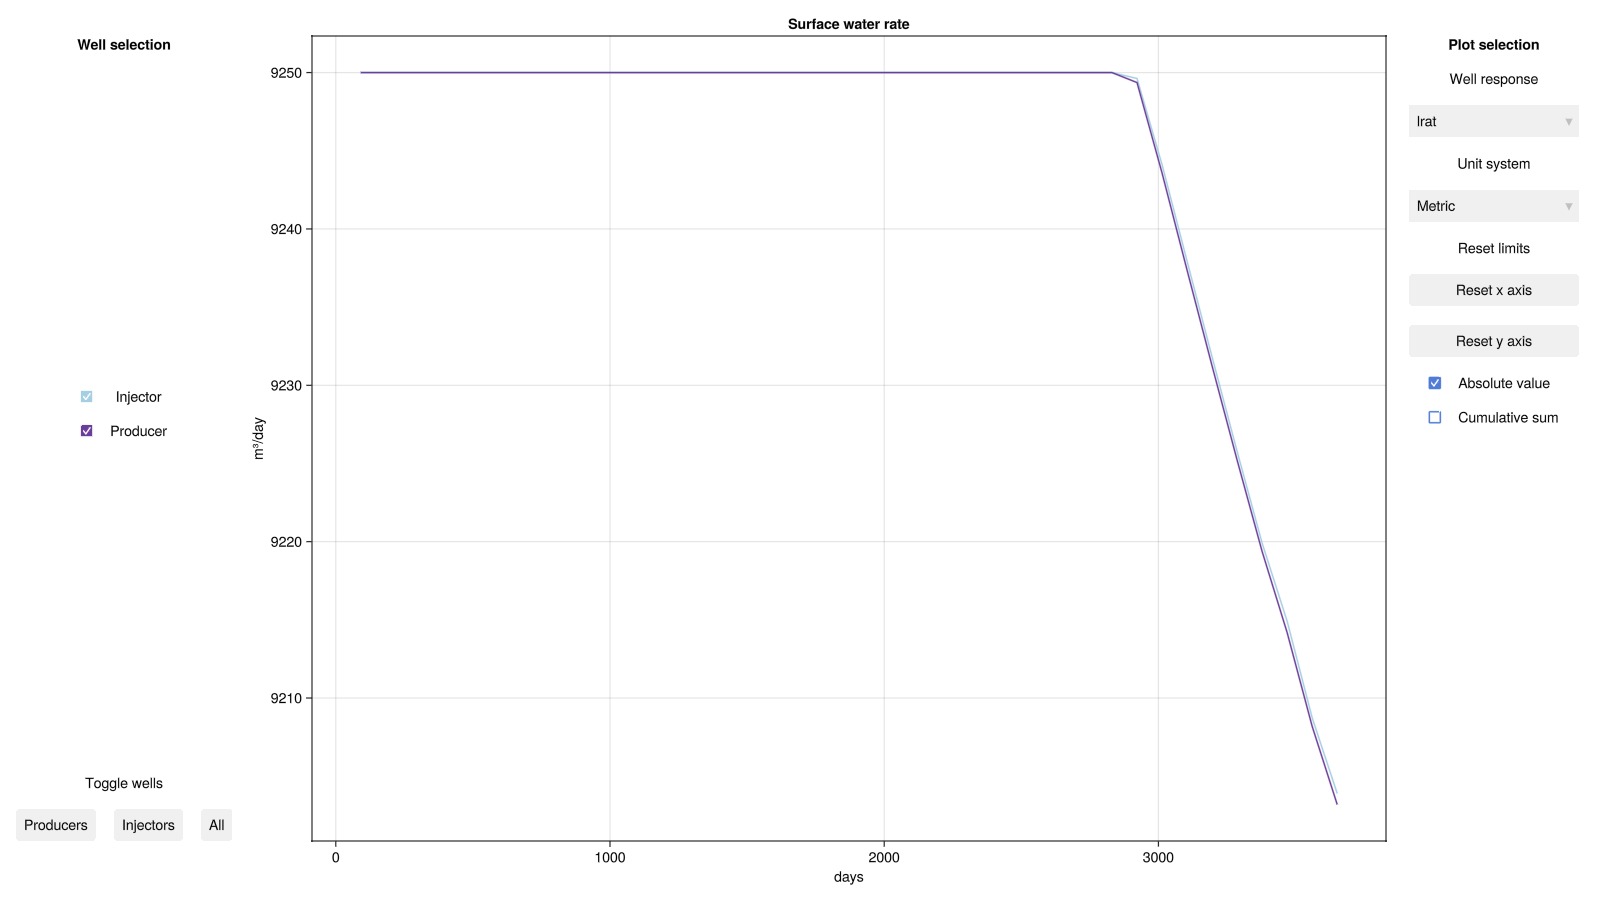 Surface water rate
Well selection
Injector
Producer
Toggle wells
Producers
Injectors
All
9250
9240
9230
9220
9210
m³/day
0
1000
2000
3000
days
Plot selection
Well response
lrat
Unit system
Metric
Reset limits
Reset x axis
Reset y axis
Absolute value
Cumulative sum